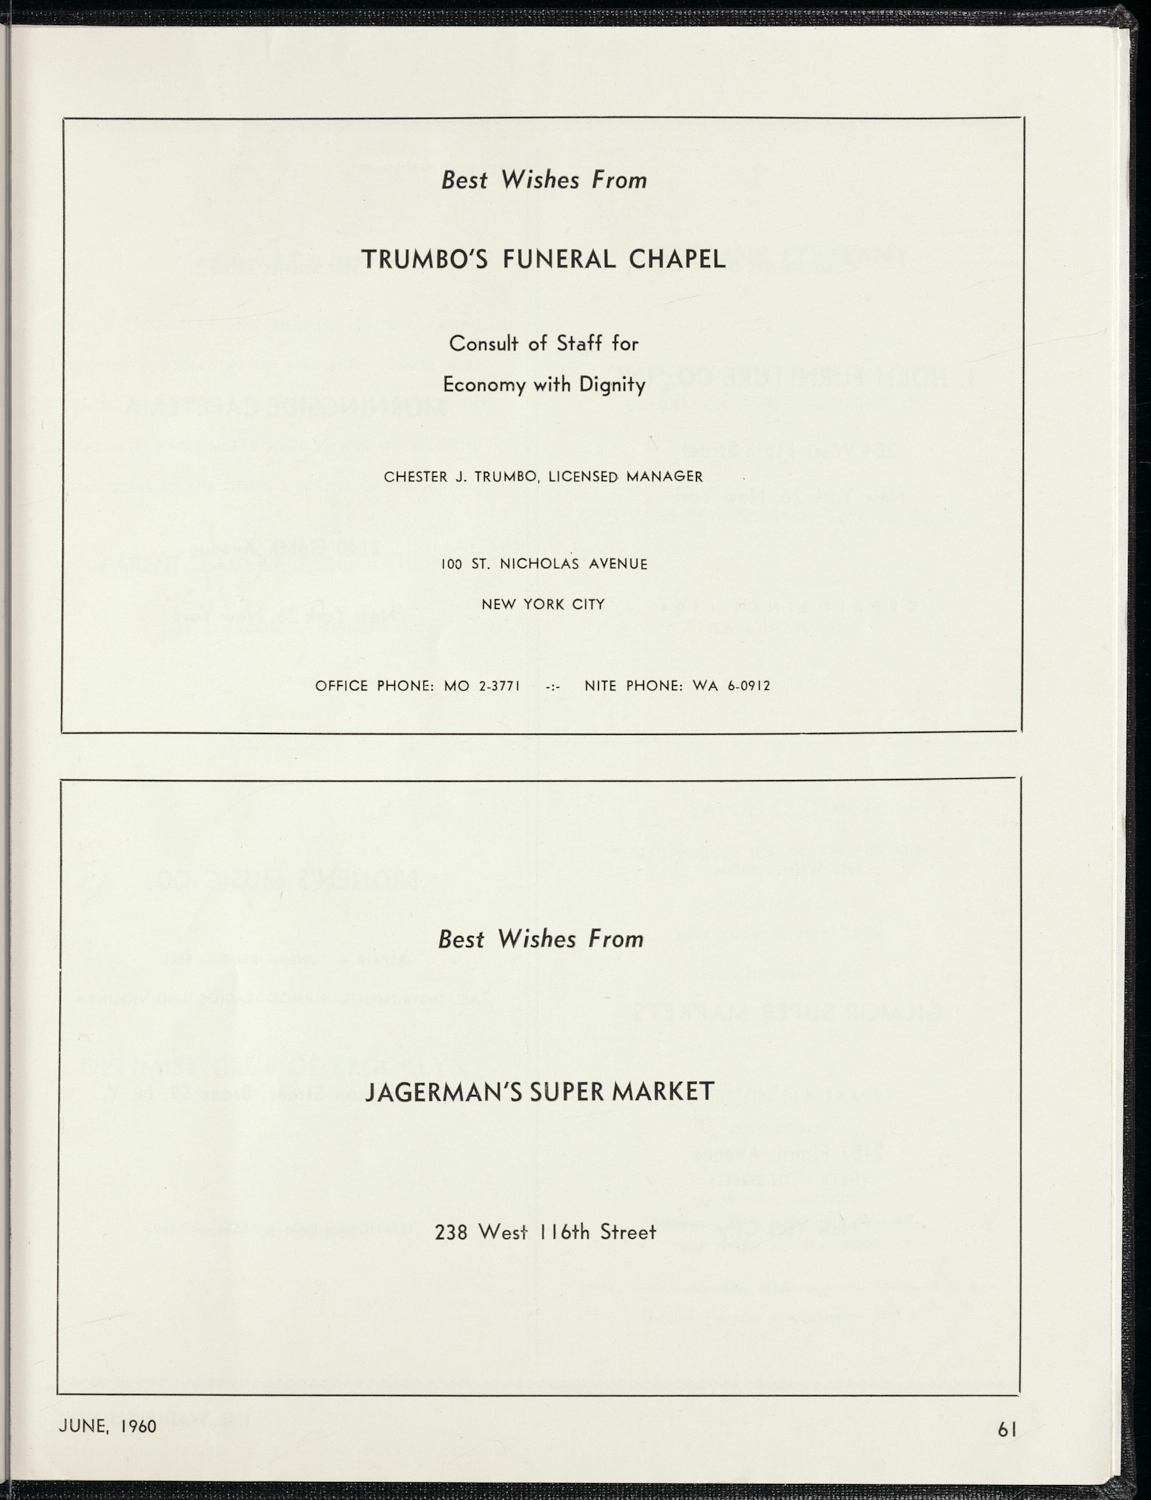 Best Wishes From
TRUMBO'S FUNERAL CHAPEL
Consult of Staff for
Economy with Dignity
CHESTER J. TRUMBO, LICENSED MANAGER
100 ST. NICHOLAS AVENUE
NEW YORK CITY
OFFICE PHONE: MO 2-3771 -:- NITE PHONE: WA 6-0912
Best Wishes From
JAGERMAN'S SUPER MARKET
238 West 116th Street
JUNE, 1960 61